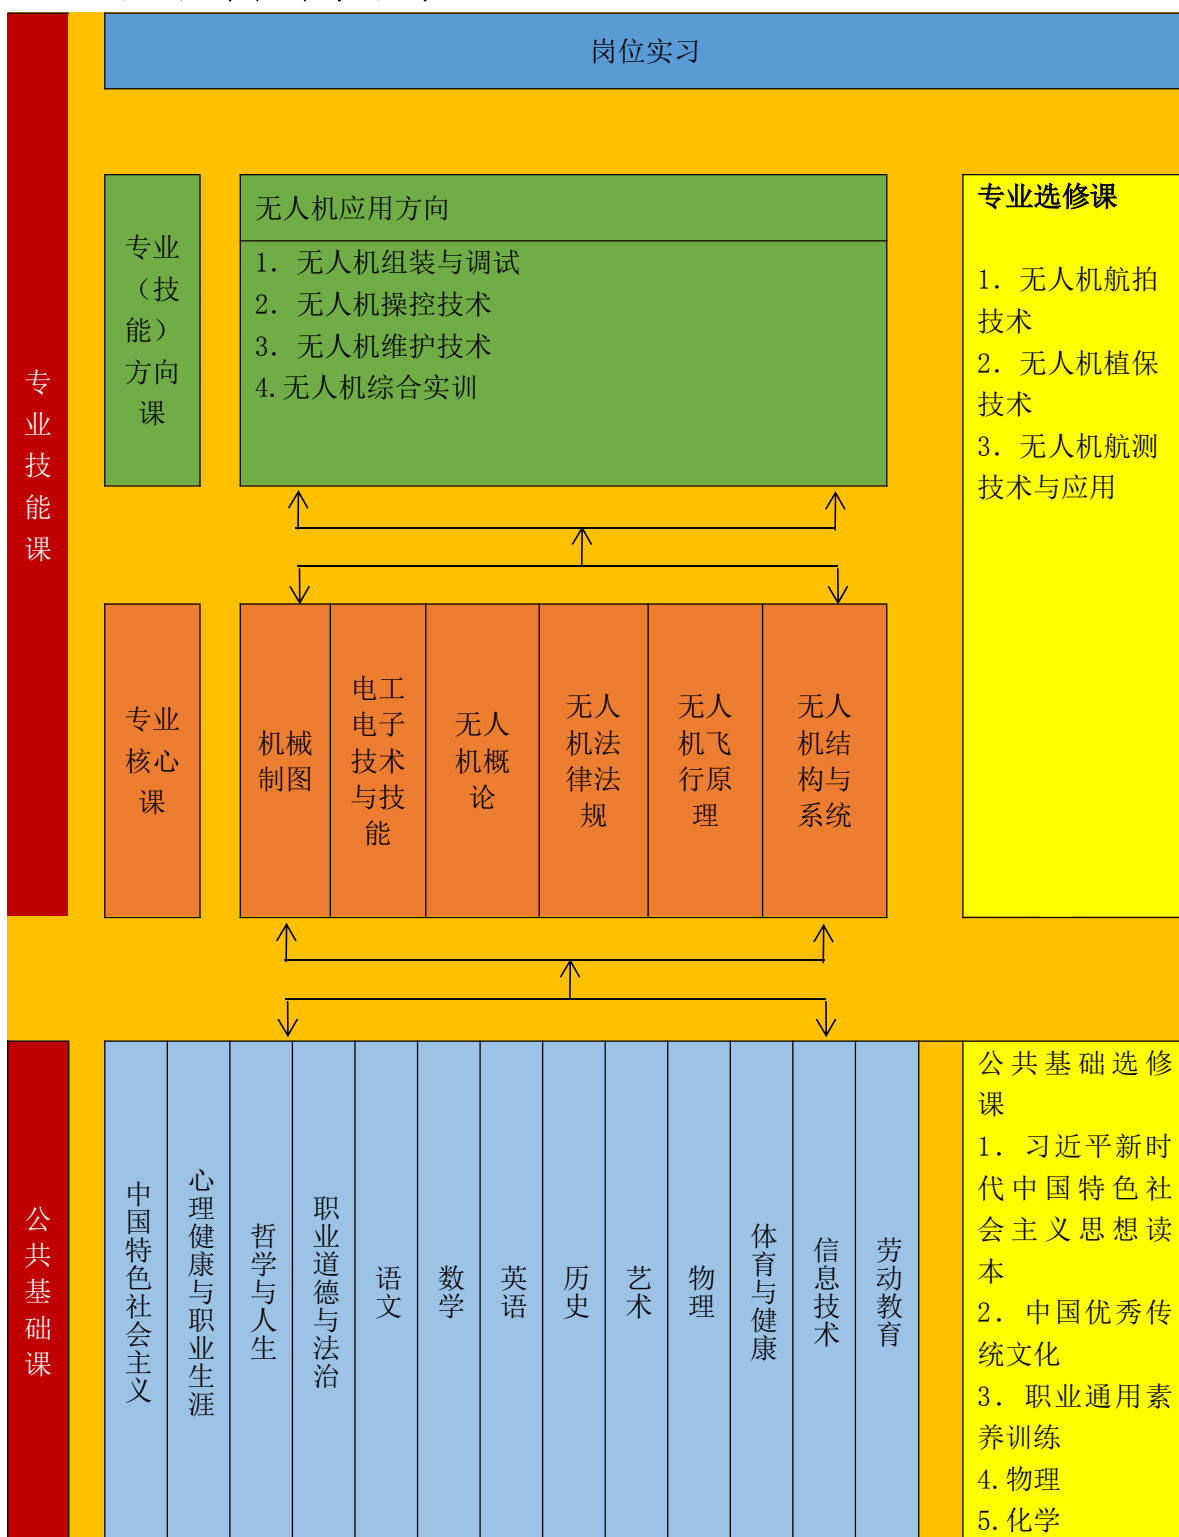 岗位实习
专业技能课
专业
（技
能）
方向
课
无人机应用方向
1. 无人机组装与调试
2. 无人机操控技术
3. 无人机维护技术
4.无人机综合实训
专业选修课
1. 无人机航拍
技术
2. 无人机植保
技术
3. 无人机航测
技术与应用
专业
核心
课
机械
制图
电工
电子
技术
与技
能
无人
机概
论
无人
机法
律法
规
无人
机飞
行原
理
无人
机结
构与
系统
公共基础课
中国特色社会主义
心理健康与职业生涯
哲学与人生
职业道德与法治
语文
数学
英语
历史
艺术
物理
体育与健康
信息技术
劳动教育
公共基础选修
课
1. 习近平新时
代中国特色社
会主义思想读
本
2. 中国优秀传
统文化
3. 职业通用素
养训练
4.物理
5.化学